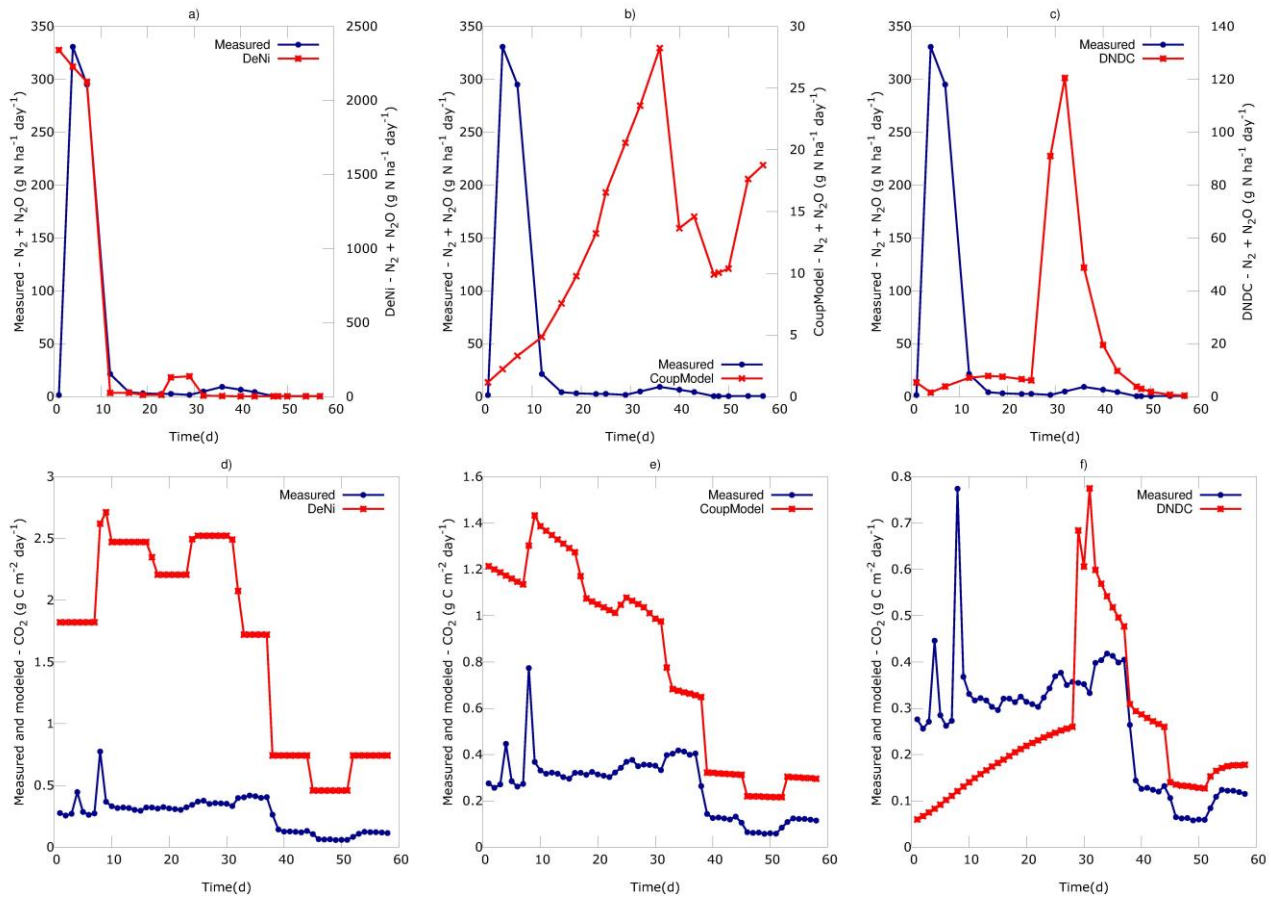 a)
350
300
250
200
150
100
50
0
2500
2000
1500
1000
500
0
Measured
DeNi
Measured - N₂ + N₂O (g N ha⁻¹ day⁻¹)
DeNi - N₂ + N₂O (g N ha⁻¹ day⁻¹)
0 10 20 30 40 50 60
Time(d)
b)
350
300
250
200
150
100
50
0
30
25
20
15
10
5
0
Measured
CoupModel
Measured - N₂ + N₂O (g N ha⁻¹ day⁻¹)
CoupModel - N₂ + N₂O (g N ha⁻¹ day⁻¹)
0 10 20 30 40 50 60
Time(d)
c)
350
300
250
200
150
100
50
0
140
120
100
80
60
40
20
0
Measured
DNDC
Measured - N₂ + N₂O (g N ha⁻¹ day⁻¹)
DNDC - N₂ + N₂O (g N ha⁻¹ day⁻¹)
0 10 20 30 40 50 60
Time(d)
d)
3
2.5
2
1.5
1
0.5
0
Measured
DeNi
Measured and modeled - CO₂ (g C m⁻² day⁻¹)
0 10 20 30 40 50 60
Time(d)
e)
1.6
1.4
1.2
1
0.8
0.6
0.4
0.2
0
Measured
CoupModel
Measured and modeled - CO₂ (g C m⁻² day⁻¹)
0 10 20 30 40 50 60
Time(d)
f)
0.8
0.7
0.6
0.5
0.4
0.3
0.2
0.1
0
Measured
DNDC
Measured and modeled - CO₂ (g C m⁻² day⁻¹)
0 10 20 30 40 50 60
Time(d)